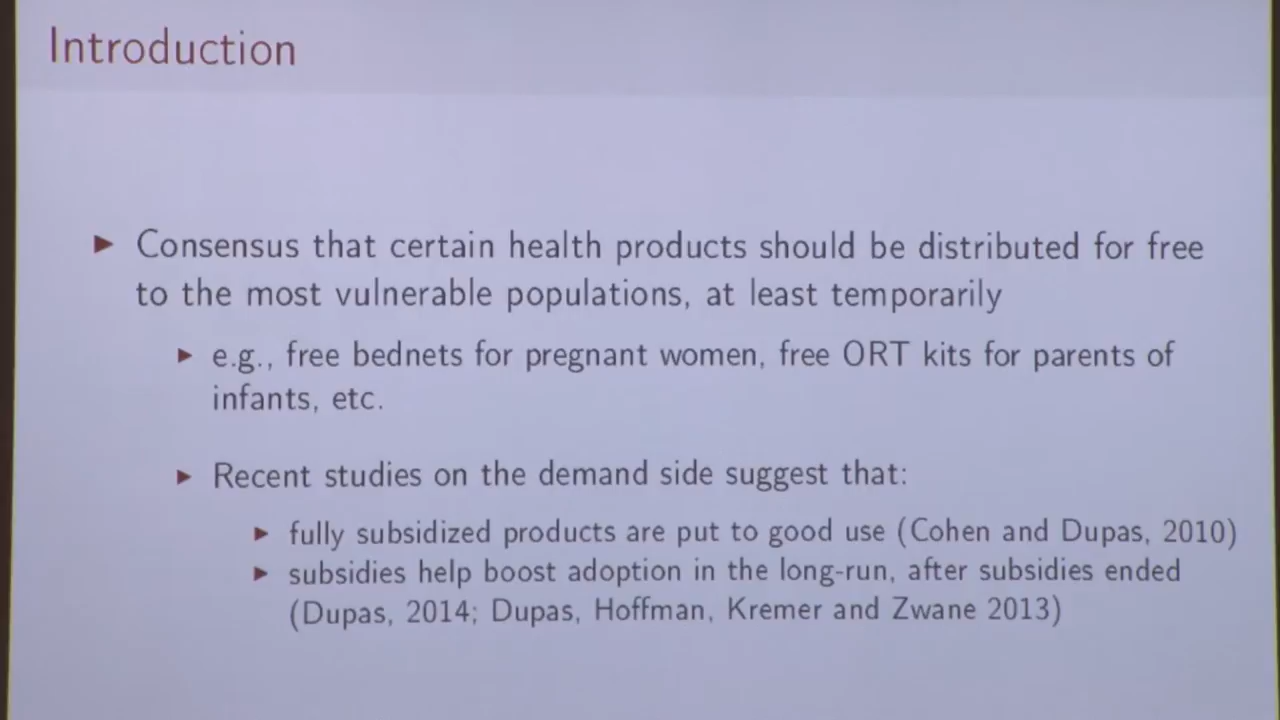 Introduction
► Consensus that certain health products should be distributed for free
to the most vulnerable populations, at least temporarily
► e.g., free bednets for pregnant women, free ORT kits for parents of
infants, etc.
► Recent studies on the demand side suggest that:
► fully subsidized products are put to good use (Cohen and Dupas, 2010)
► subsidies help boost adoption in the long-run, after subsidies ended
(Dupas, 2014; Dupas, Hoffman, Kremer and Zwane 2013)